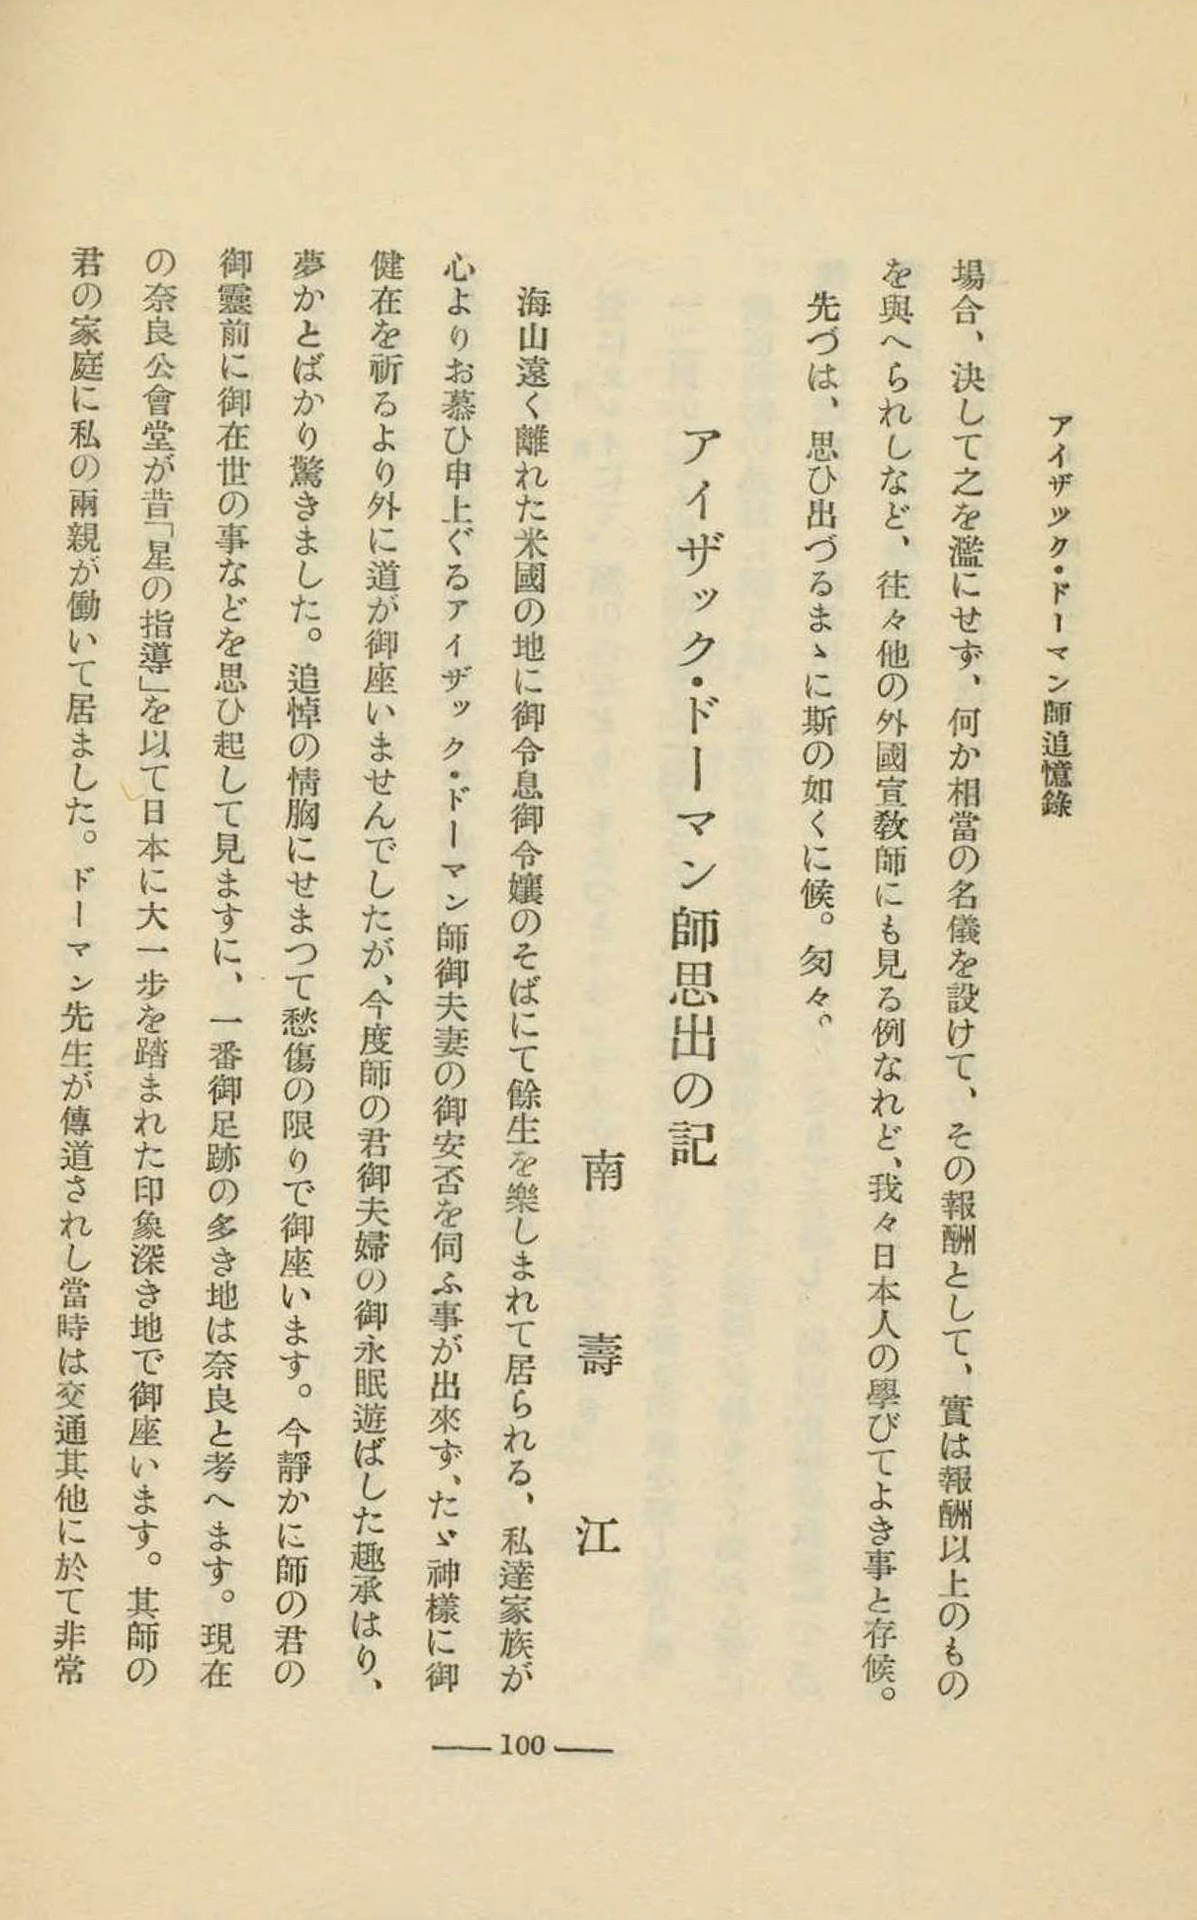 アイザック・ドーマン師追憶錄
場合、決して之を濫にせず、何か相當の名儀を設けて、その報酬として、實は報酬以上のもの
を與へられしなど、往々他の外國宣教師にも見る例なれど、我々日本人の學びてよき事と存候。
先づは、思ひ出づるまゝに斯の如くに候。匆々。
アイザック・ドーマン師思出の記
南壽江
海山遠く離れた米國の地に御令息御令孃のそばにて餘生を樂しまれて居られる、私達家族が
心よりお慕ひ申上ぐるアイザック・ドーマン師御夫妻の御安否を伺ふ事が出來ず、たゞ神樣に御
健在を祈るより外に道が御座いませんでしたが、今度師の君御夫婦の御永眠遊ばした趣承はり、
夢かとばかり驚きました。追悼の情胸にせまつて愁傷の限りで御座います。今靜かに師の君の
御靈前に御在世の事などを思ひ起して見ますに、一番御足跡の多き地は奈良と考へます。現在
の奈良公會堂が昔「星の指導」を以て日本に大一步を踏まれた印象深き地で御座います。其師の
君の家庭に私の兩親が働いて居ました。ドーマン先生が傳道されし當時は交通其他に於て非常
100